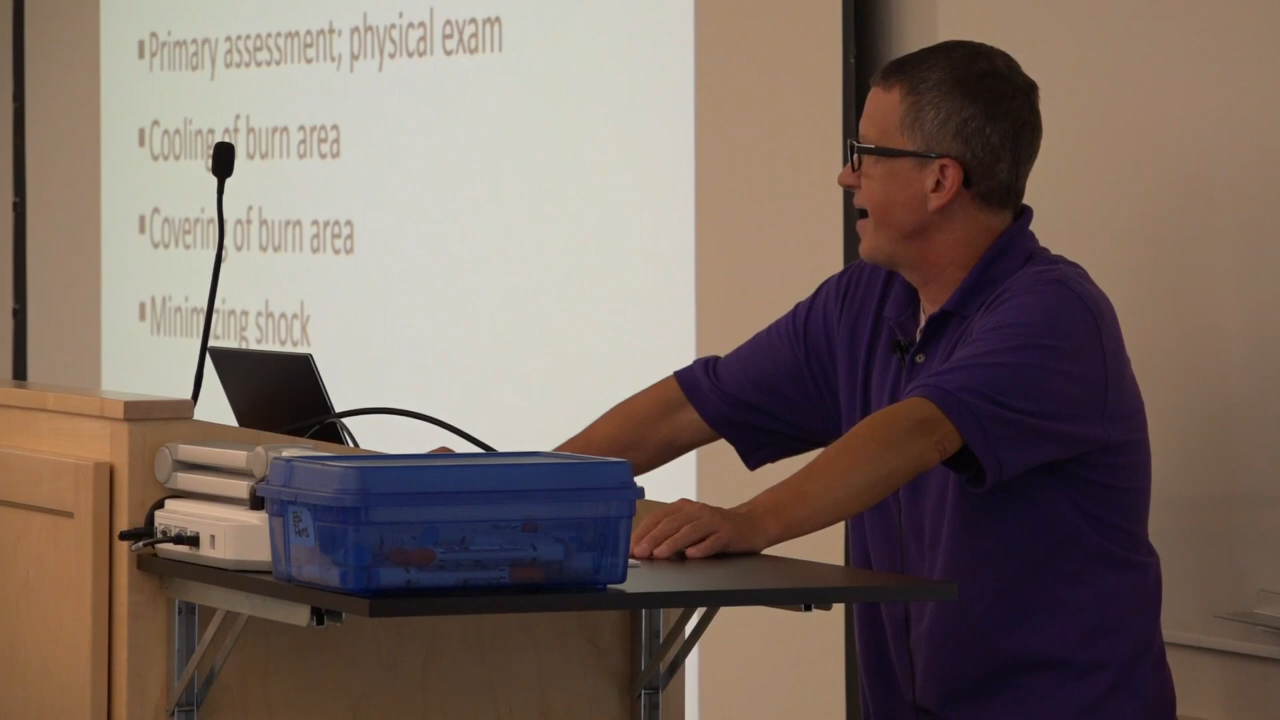 ▪Primary assessment; physical exam
▪Cooling of burn area
▪Covering of burn area
▪Minimizing shock